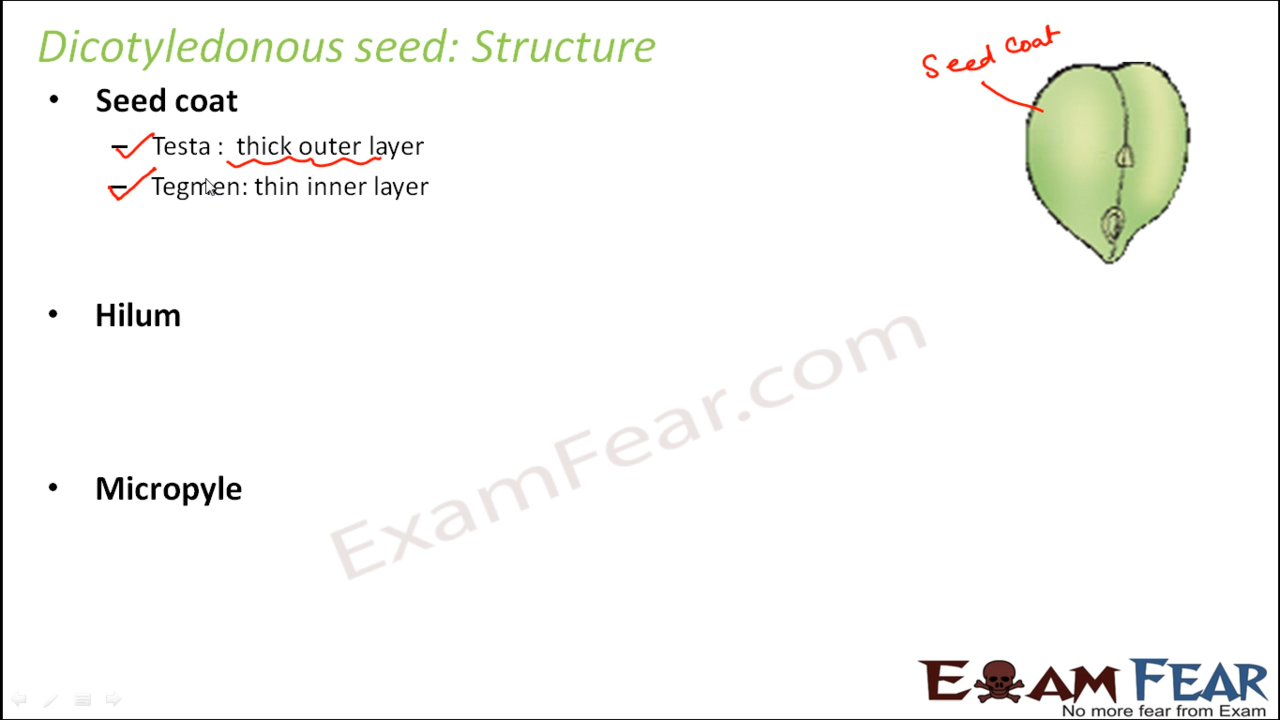 Dicotyledonous seed: Structure
Seed coat
• Seed coat
– Testa : thick outer layer
– Tegmen: thin inner layer
• Hilum
• Micropyle
ExamFear.com
EXAM FEAR
No more fear from Exam